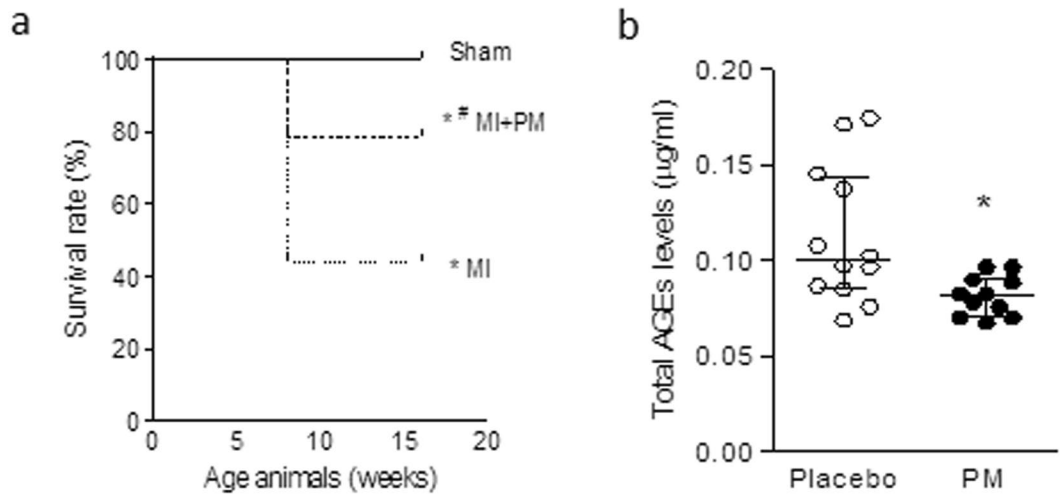 a
Survival rate (%)
100
80
60
40
20
0
0 5 10 15 20
Age animals (weeks)
Sham
*# MI+PM
* MI
b
Total AGEs levels (µg/ml)
0.20
0.15
0.10
0.05
0.00
*
Placebo PM